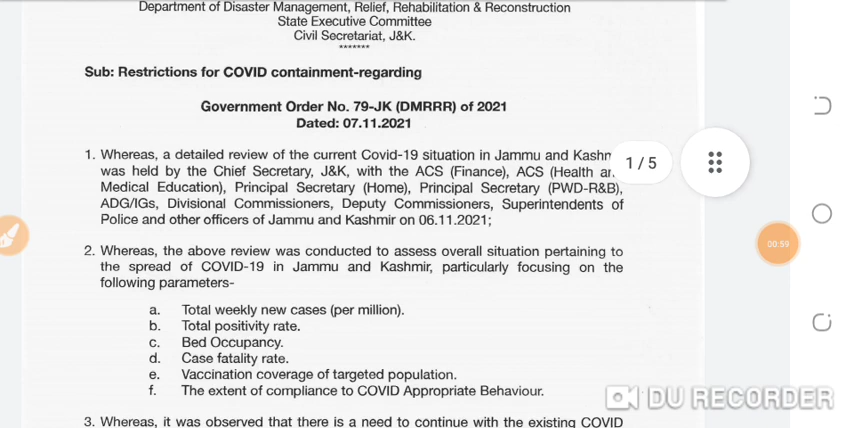 Department of Disaster Management, Relief, Rehabilitation & Reconstruction
State Executive Committee
Civil Secretariat, J&K.
*******
Sub: Restrictions for COVID containment-regarding
Government Order No. 79-JK (DMRRR) of 2021
Dated: 07.11.2021
1. Whereas, a detailed review of the current Covid-19 situation in Jammu and
was held by the Chief Secretary, J&K, with the ACS (Finance), ACS (Health
Medical Education), Principal Secretary (Home), Principal Secretary (PWD-R&B),
ADG/IGs, Divisional Commissioners, Deputy Commissioners, Superintendents of
Police and other officers of Jammu and Kashmir on 06.11.2021;
1 / 5
00:59
2. Whereas, the above review was conducted to assess overall situation pertaining to
the spread of COVID-19 in Jammu and Kashmir, particularly focusing on the
following parameters-
a. Total weekly new cases (per million).
b. Total positivity rate.
c. Bed Occupancy.
d. Case fatality rate.
e. Vaccination coverage of targeted population.
f. The extent of compliance to COVID Appropriate Behaviour.
DU RECORDER
3. Whereas, it was observed that there is a need to continue with the existing COVID